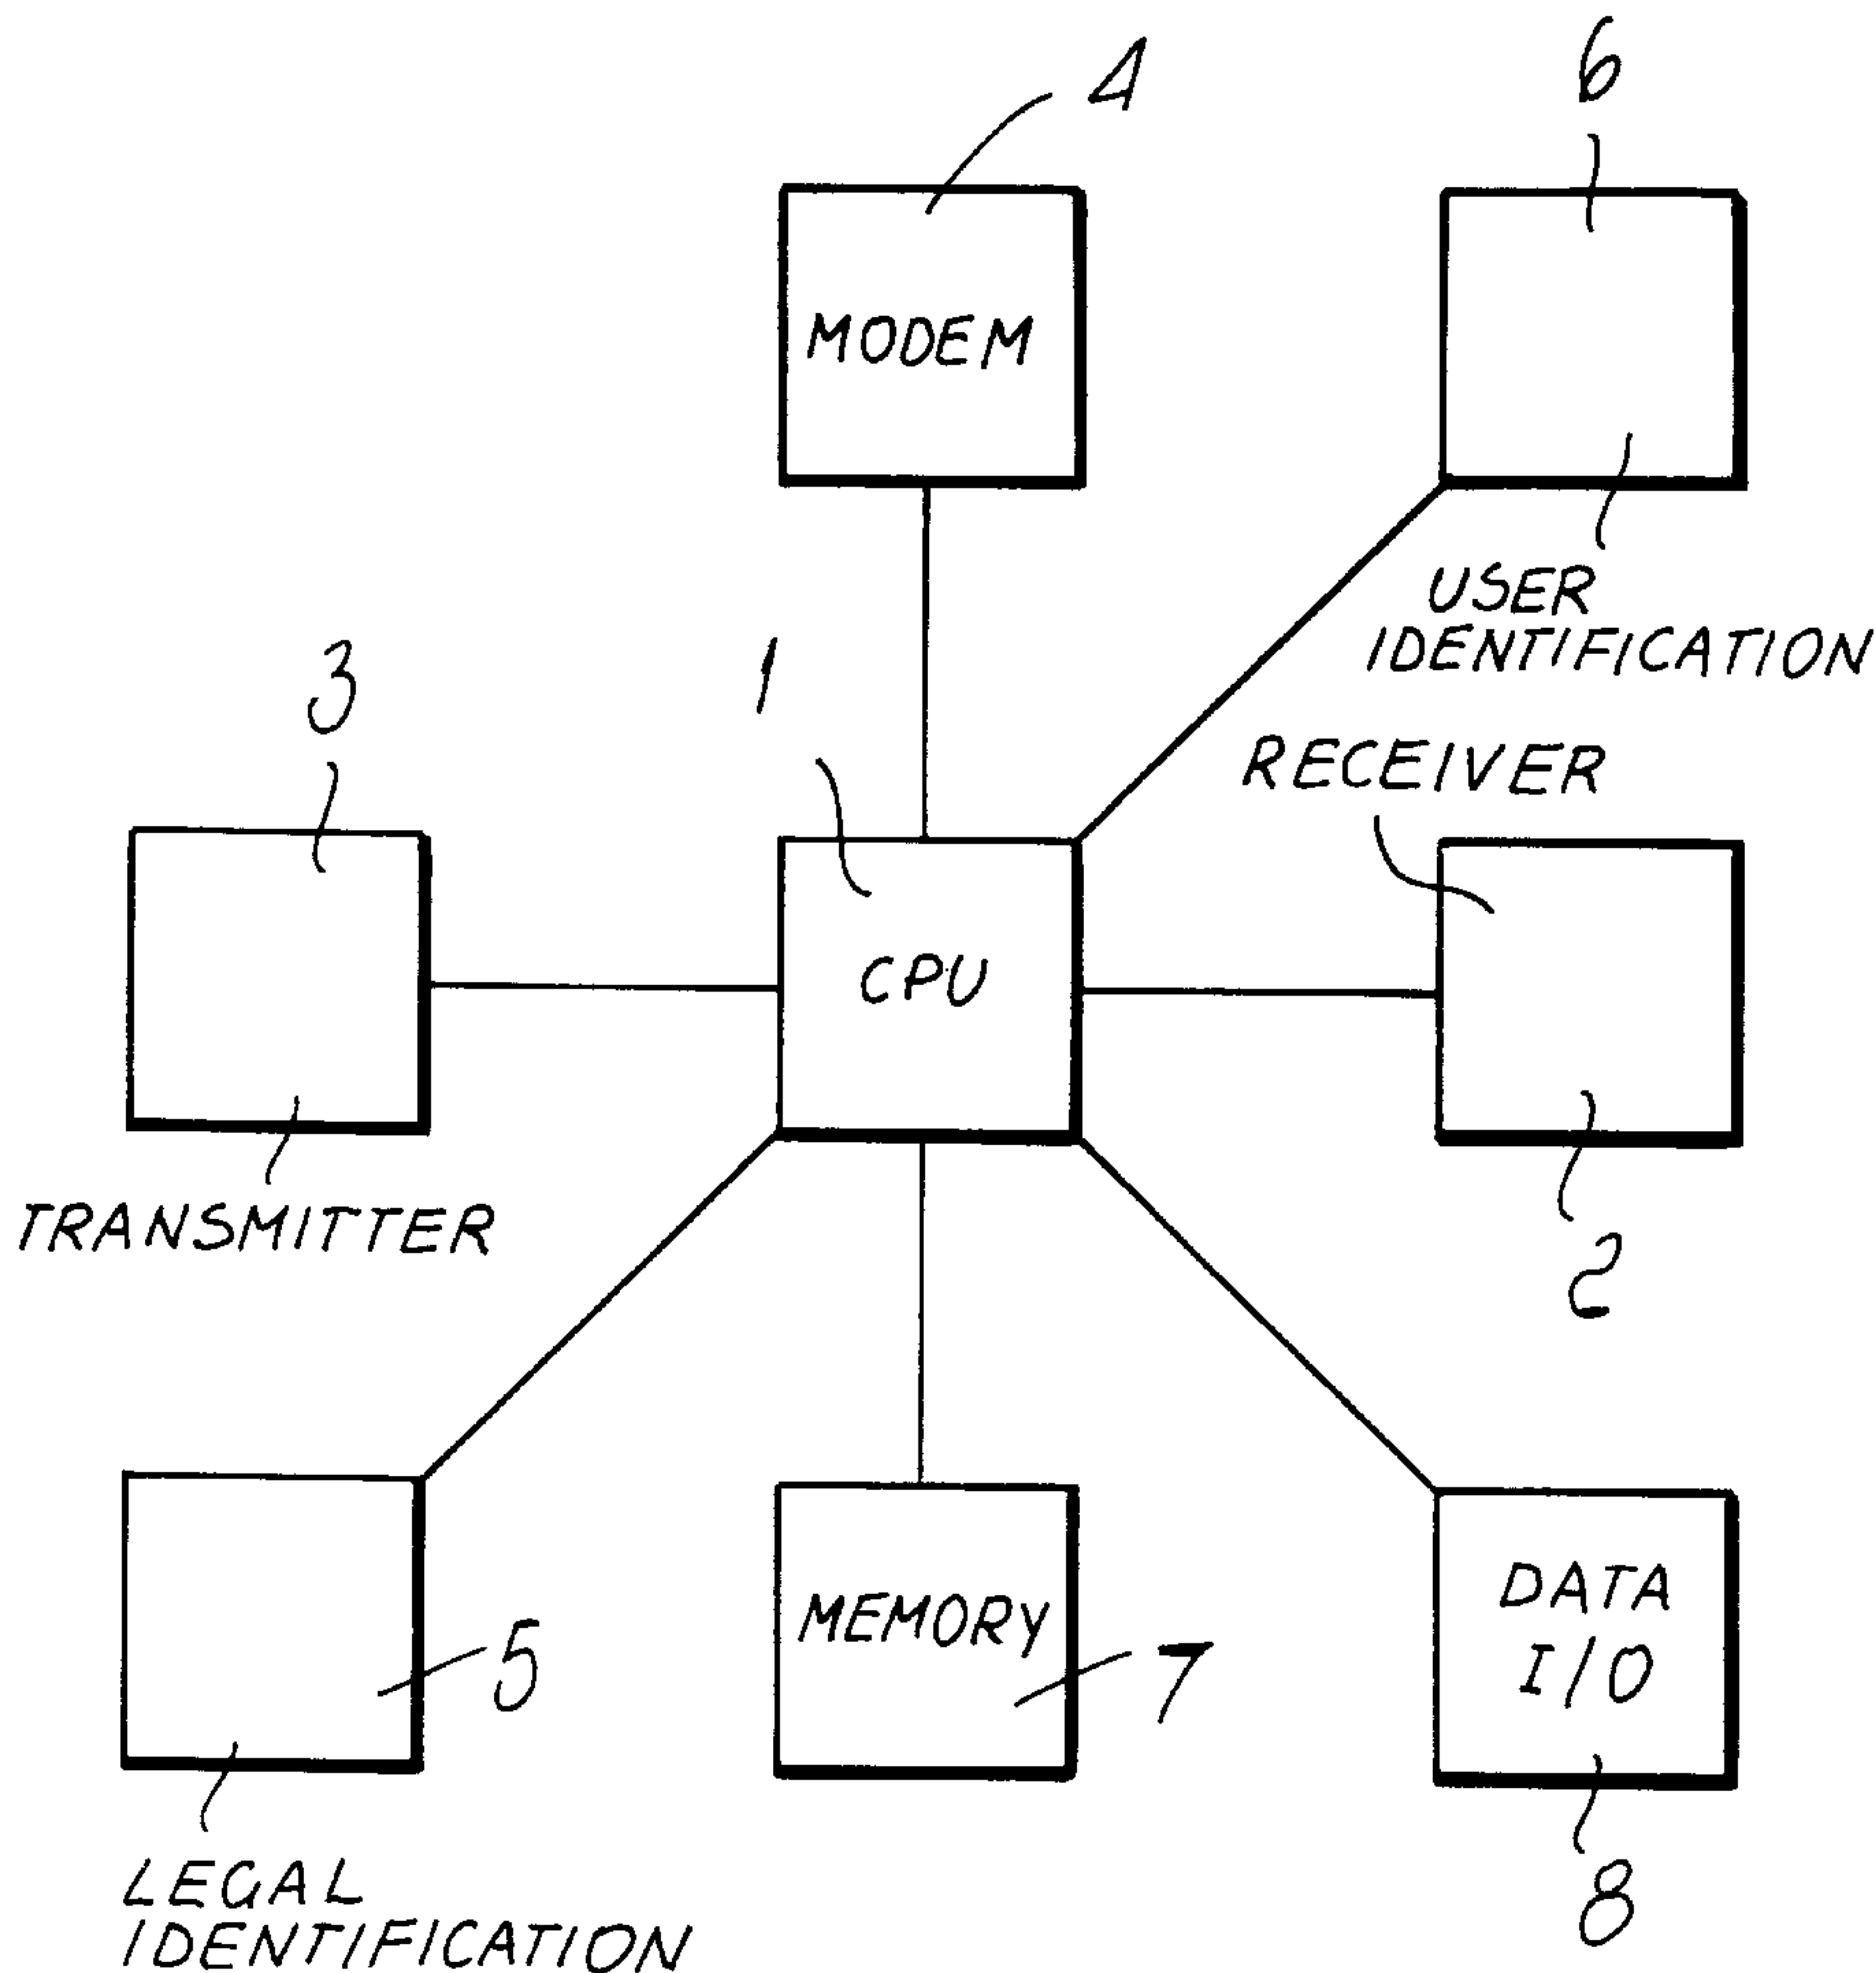 4
6
MODEM
USER
IDENTIFICATION
3
1
RECEIVER
CPU
TRANSMITTER
2
DATA
I/O
MEMORY
5
7
LEGAL
IDENTIFICATION
8